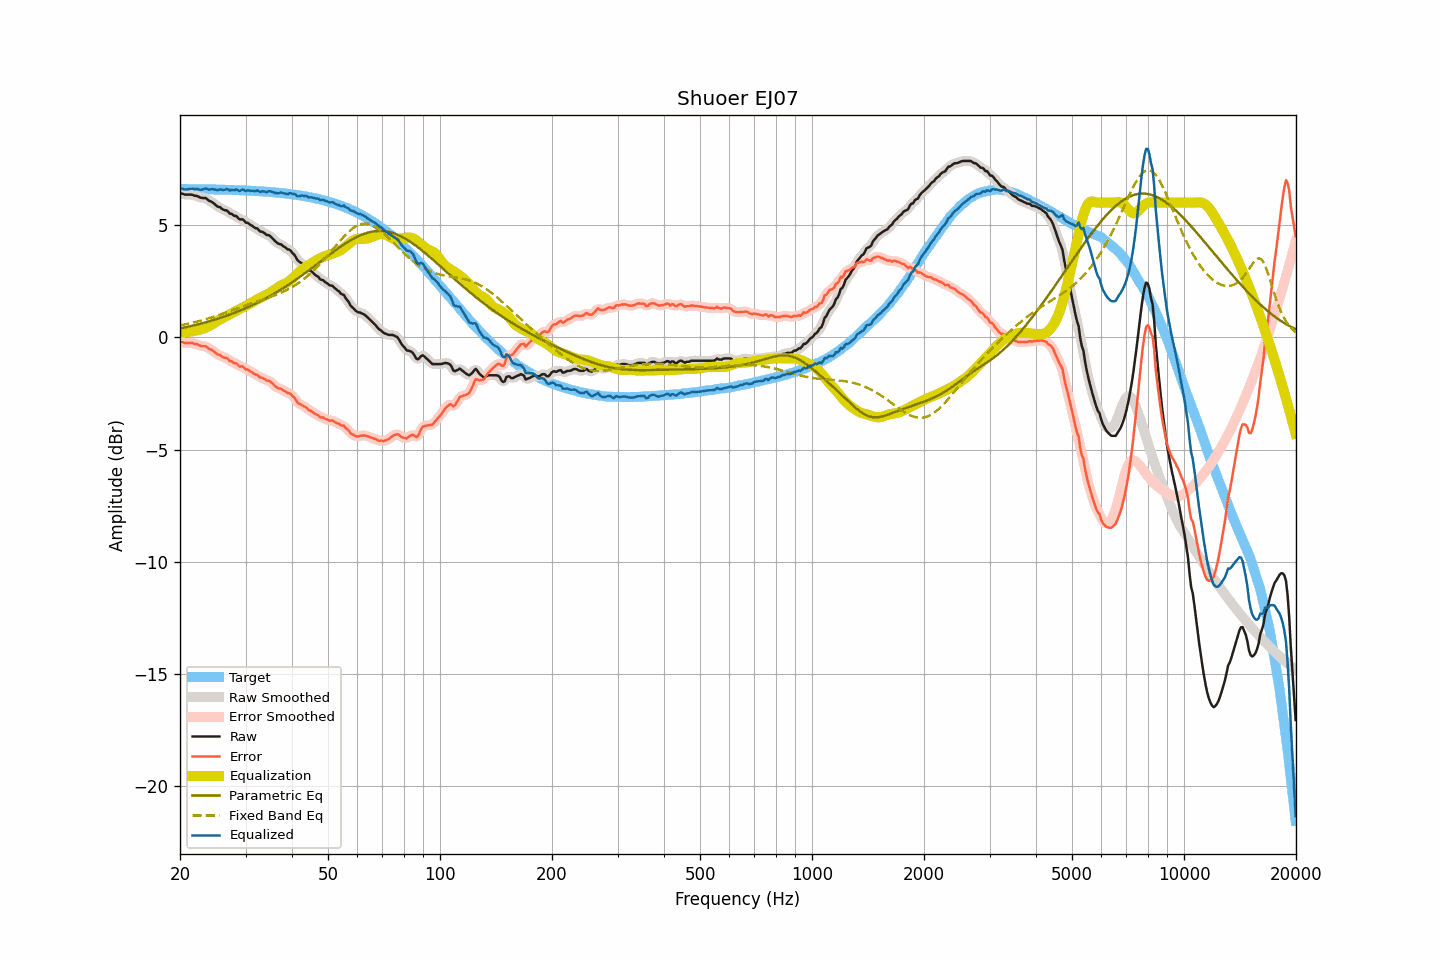 Shuoer EJ07
Amplitude (dBr)
5
0
−5
−10
−15
−20
Target
Raw Smoothed
Error Smoothed
Raw
Error
Equalization
Parametric Eq
Fixed Band Eq
Equalized
20 50 100 200 500 1000 2000 5000 10000 20000
Frequency (Hz)